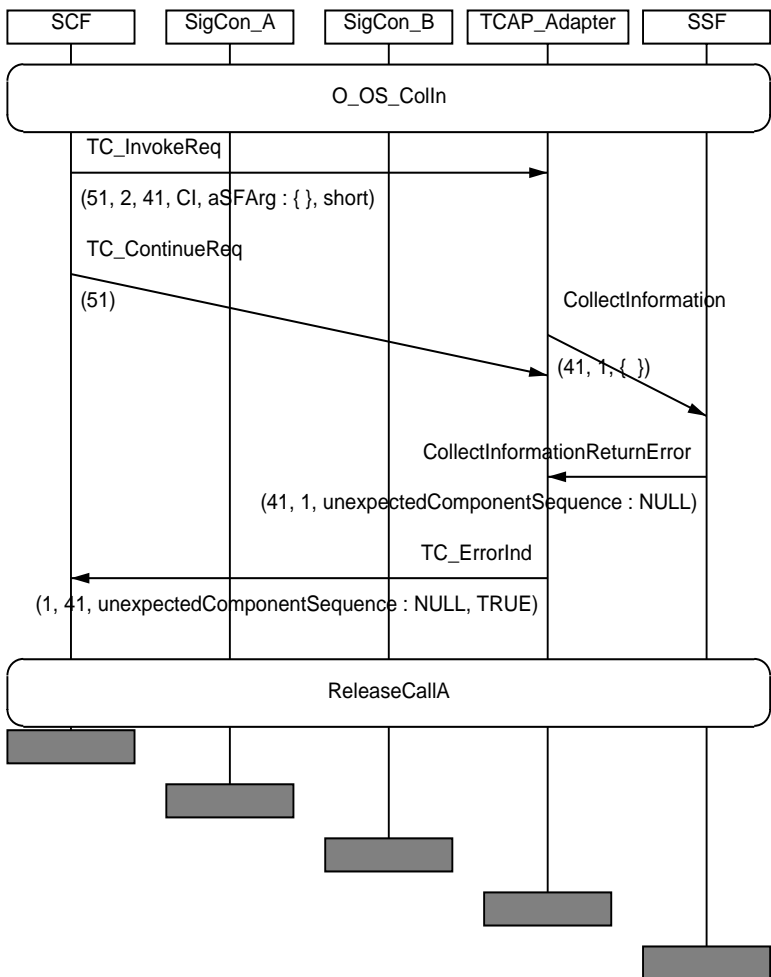 SCF SigCon_A SigCon_B TCAP_Adapter SSF
O_OS_ColIn
TC_InvokeReq
(51, 2, 41, CI, aSFArg : { }, short)
TC_ContinueReq
(51)
CollectInformation
(41, 1, { })
CollectInformationReturnError
(41, 1, unexpectedComponentSequence : NULL)
TC_ErrorInd
(1, 41, unexpectedComponentSequence : NULL, TRUE)
ReleaseCallA